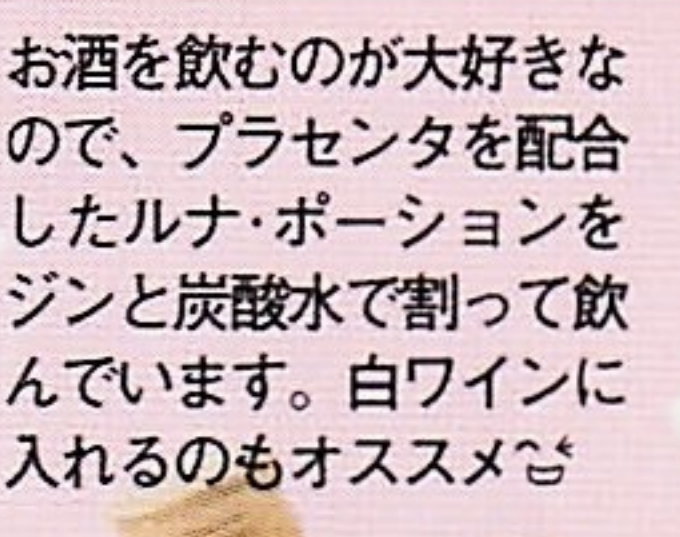 お酒を飲むのが大好きな
ので、プラセンタを配合
したルナ・ポーションを
ジンと炭酸水で割って飲
んでいます。白ワインに
入れるのもオススメ